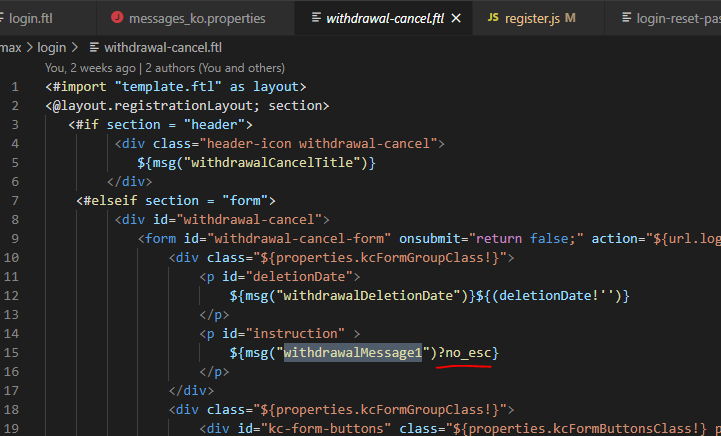 login.ftl
messages_ko.properties
withdrawal-cancel.ftl
JS register.js M
login-reset-pas
max > login > withdrawal-cancel.ftl
You, 2 weeks ago | 2 authors (You and others)
1 <#import "template.ftl" as layout>
2 <@layout.registrationLayout; section>
3 <#if section = "header">
4 <div class="header-icon withdrawal-cancel">
5 ${msg("withdrawalCancelTitle")}
6 </div>
7 <#elseif section = "form">
8 <div id="withdrawal-cancel">
9 <form id="withdrawal-cancel-form" onsubmit="return false;" action="${url.log
10 <div class="${properties.kcFormGroupClass!}">
11 <p id="deletionDate">
12 ${msg("withdrawalDeletionDate")}${(deletionDate!'')}
13 </p>
14 <p id="instruction" >
15 ${msg("withdrawalMessage1")?no_esc}
16 </p>
17 </div>
18 <div class="${properties.kcFormGroupClass!}">
19 <div id="kc-form-buttons" class="${properties.kcFormButtonsClass!} p